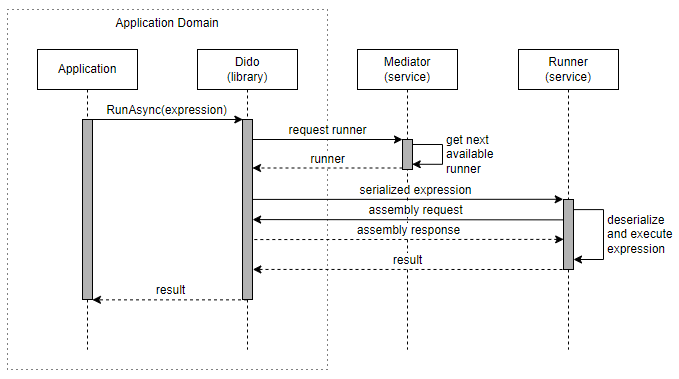 Application Domain
Application
Dido
(library)
Mediator
(service)
Runner
(service)
RunAsync(expression)
request runner
get next
available
runner
runner
serialized expression
assembly request
deserialize
and execute
expression
assembly response
result
result